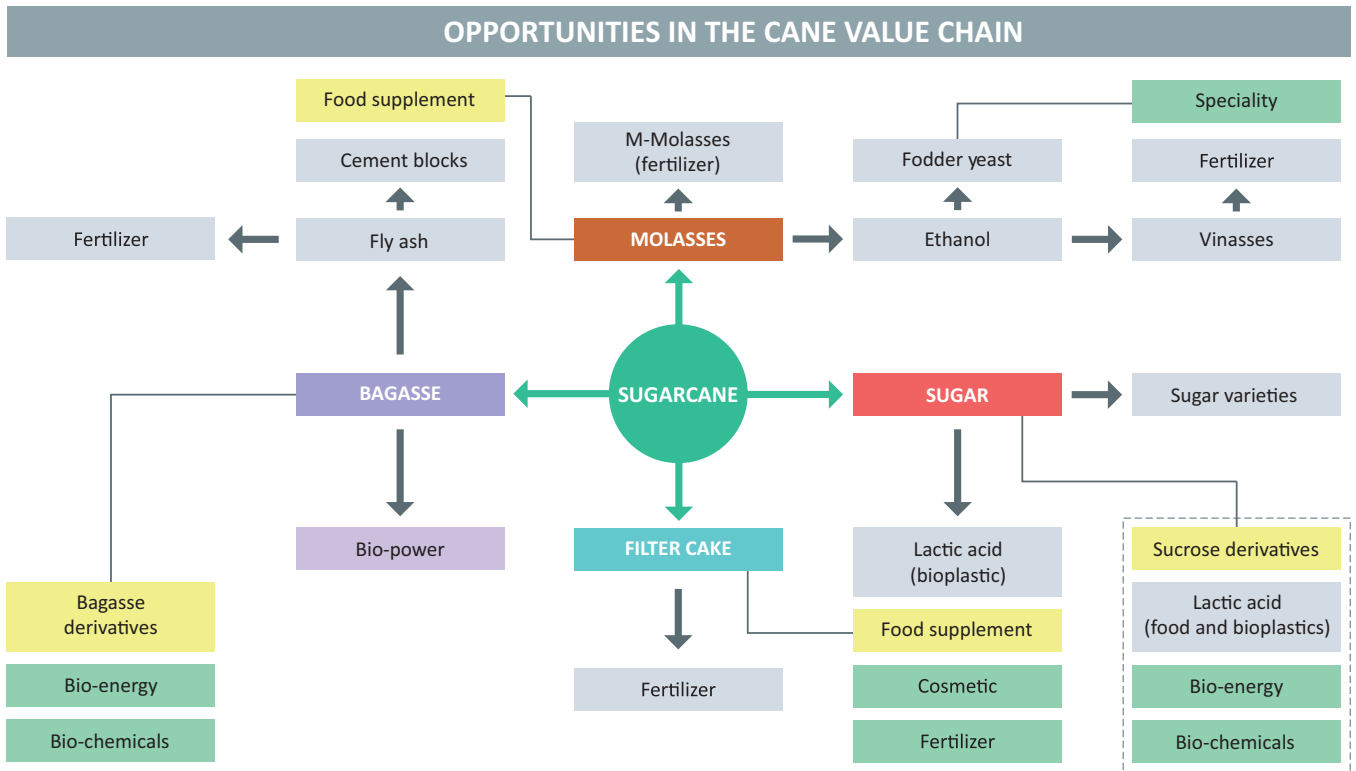 OPPORTUNITIES IN THE CANE VALUE CHAIN
Food supplement
Speciality
Cement blocks
M-Molasses
(fertilizer)
Fodder yeast
Fertilizer
Fertilizer
Fly ash
MOLASSES
Ethanol
Vinasses
BAGASSE
SUGARCANE
SUGAR
Sugar varieties
Bio-power
FILTER CAKE
Lactic acid
(bioplastic)
Sucrose derivatives
Bagasse
derivatives
Food supplement
Lactic acid
(food and bioplastics)
Bio-energy
Fertilizer
Cosmetic
Bio-energy
Bio-chemicals
Fertilizer
Bio-chemicals